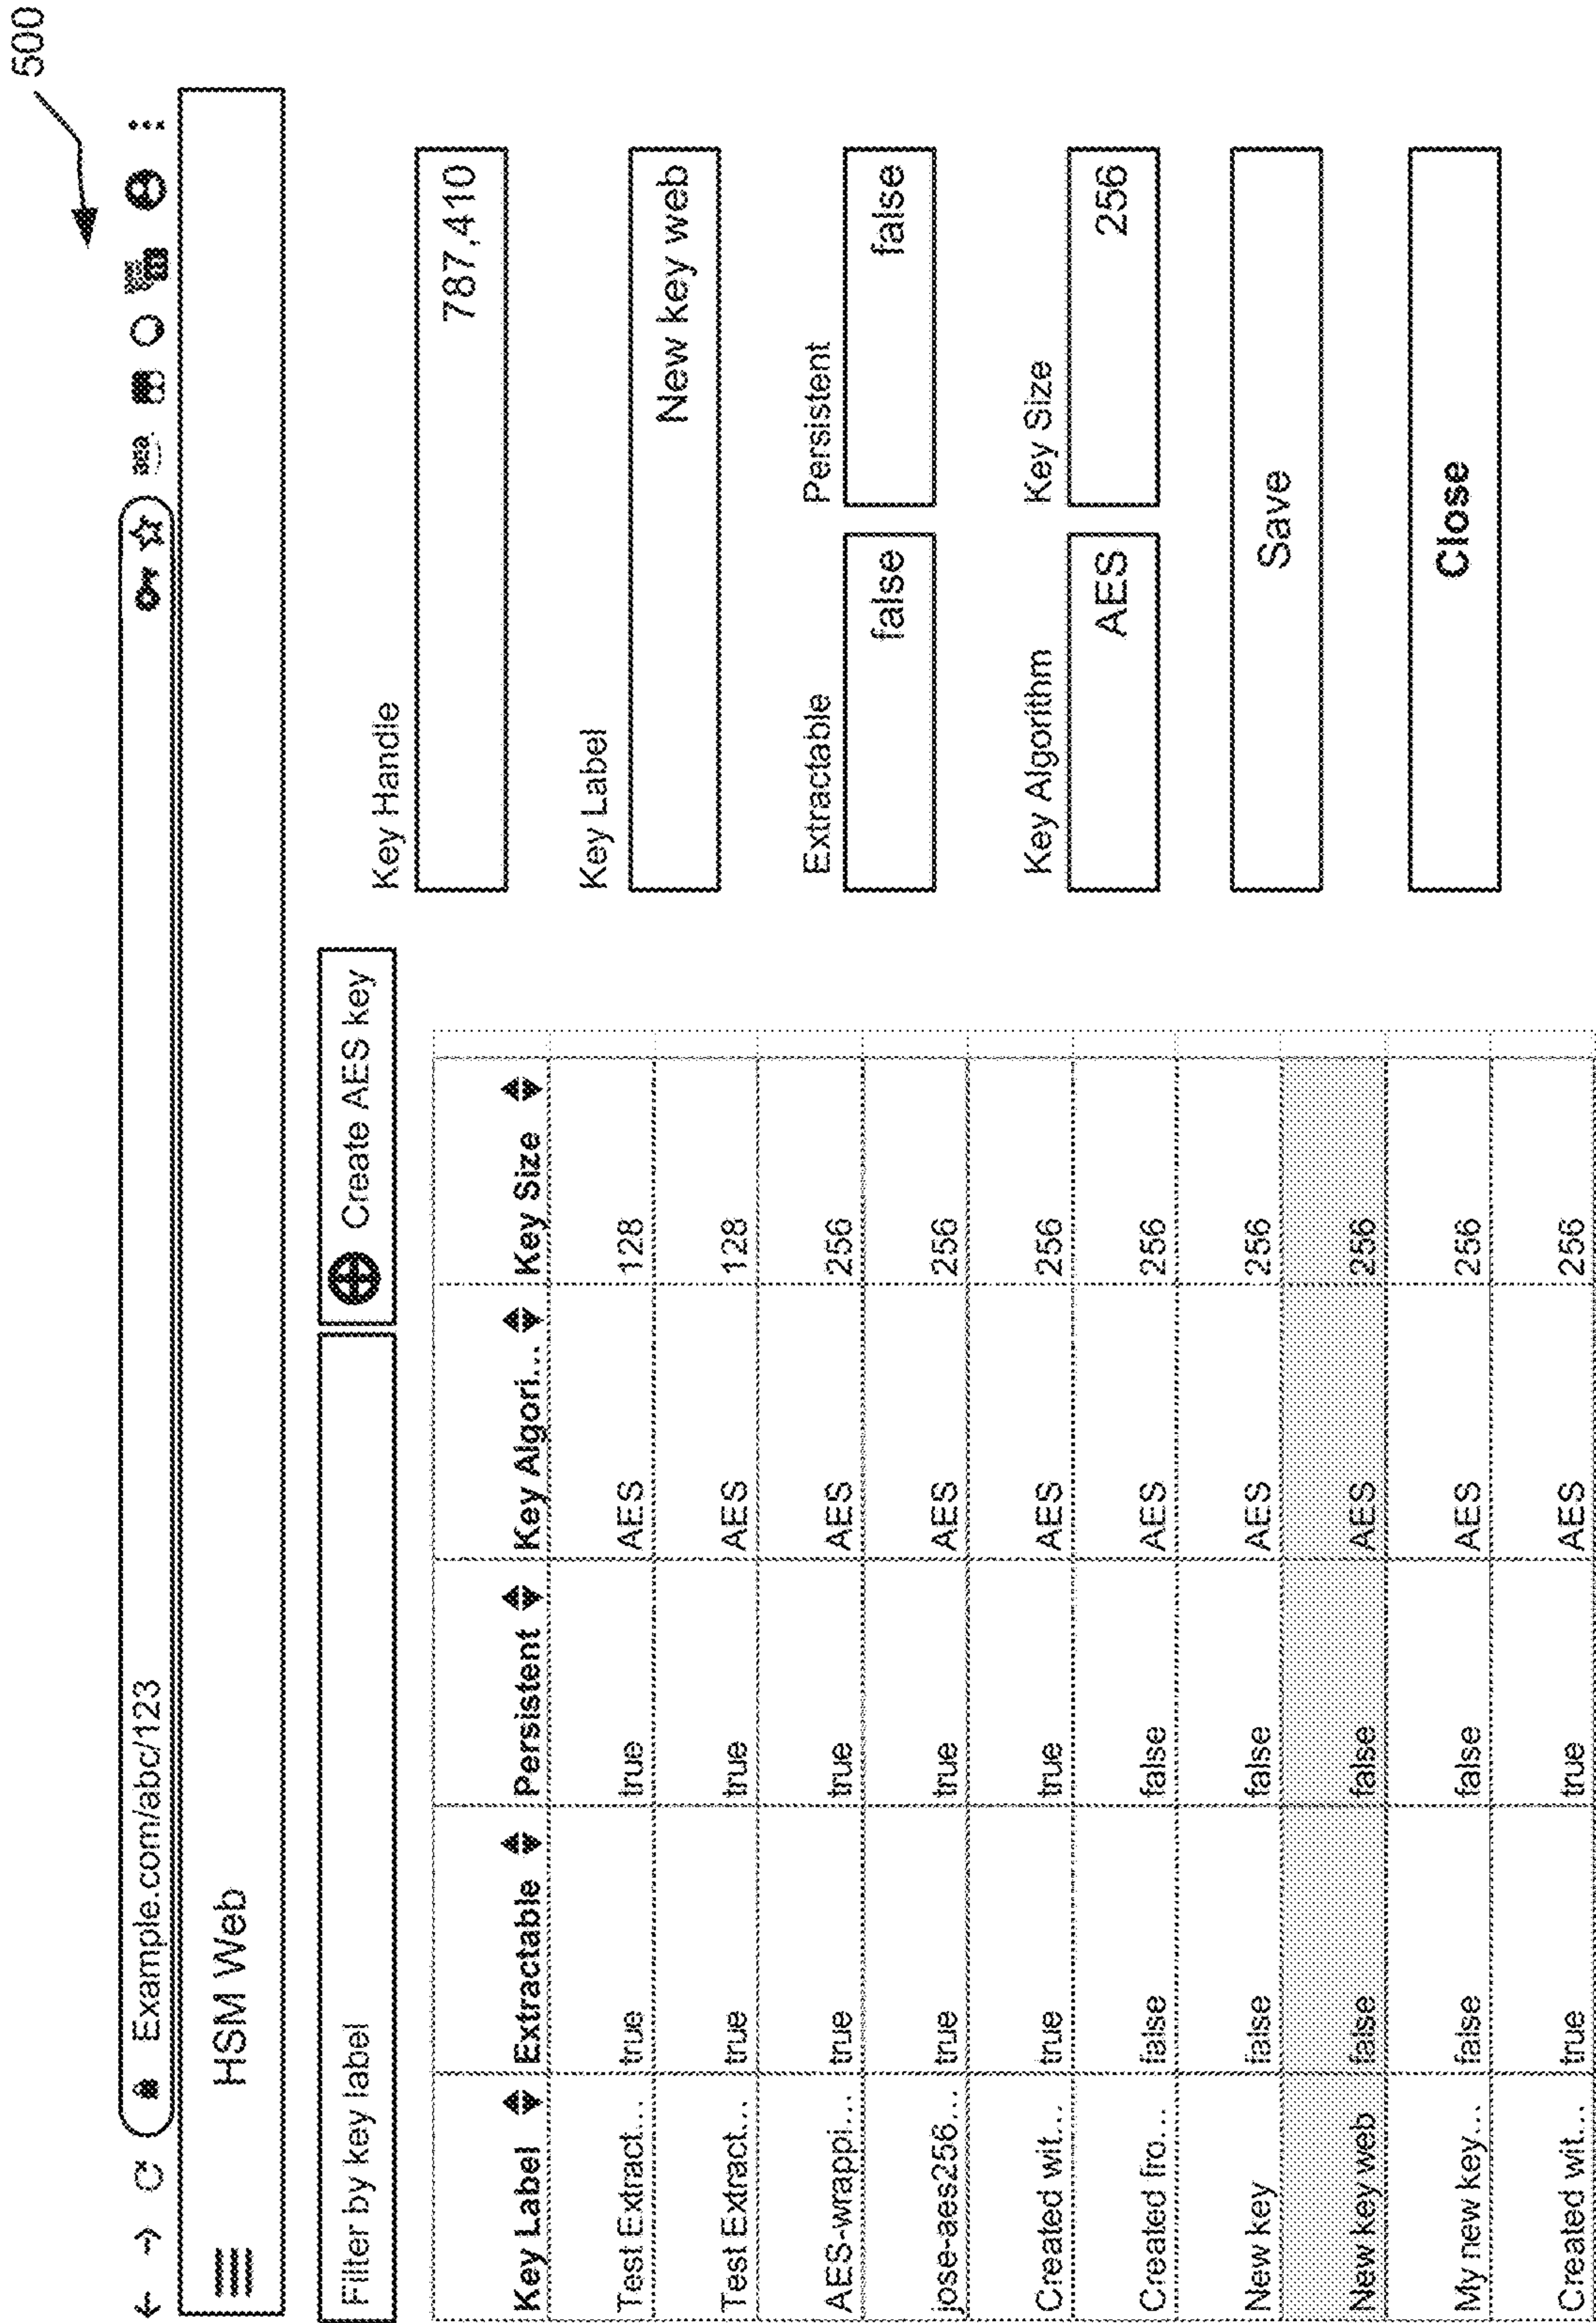 500
Example.com/abc/123
HSM Web
Filter by key label
Create AES key
Key Label Extractable Persistent Key Algori... Key Size
Test Extract... true true AES 128
Test Extract... true true AES 128
AES-wrappi... true true AES 256
jose-aes256... true true AES 256
Created wit... true true AES 256
Created fro... false false AES 256
New key false false AES 256
New key web false false AES 256
My new key... false false AES 256
Created wit... true true AES 256
Key Handle
787,410
Key Label
New key web
Extractable Persistent
false false
Key Algorithm Key Size
AES 256
Save
Close